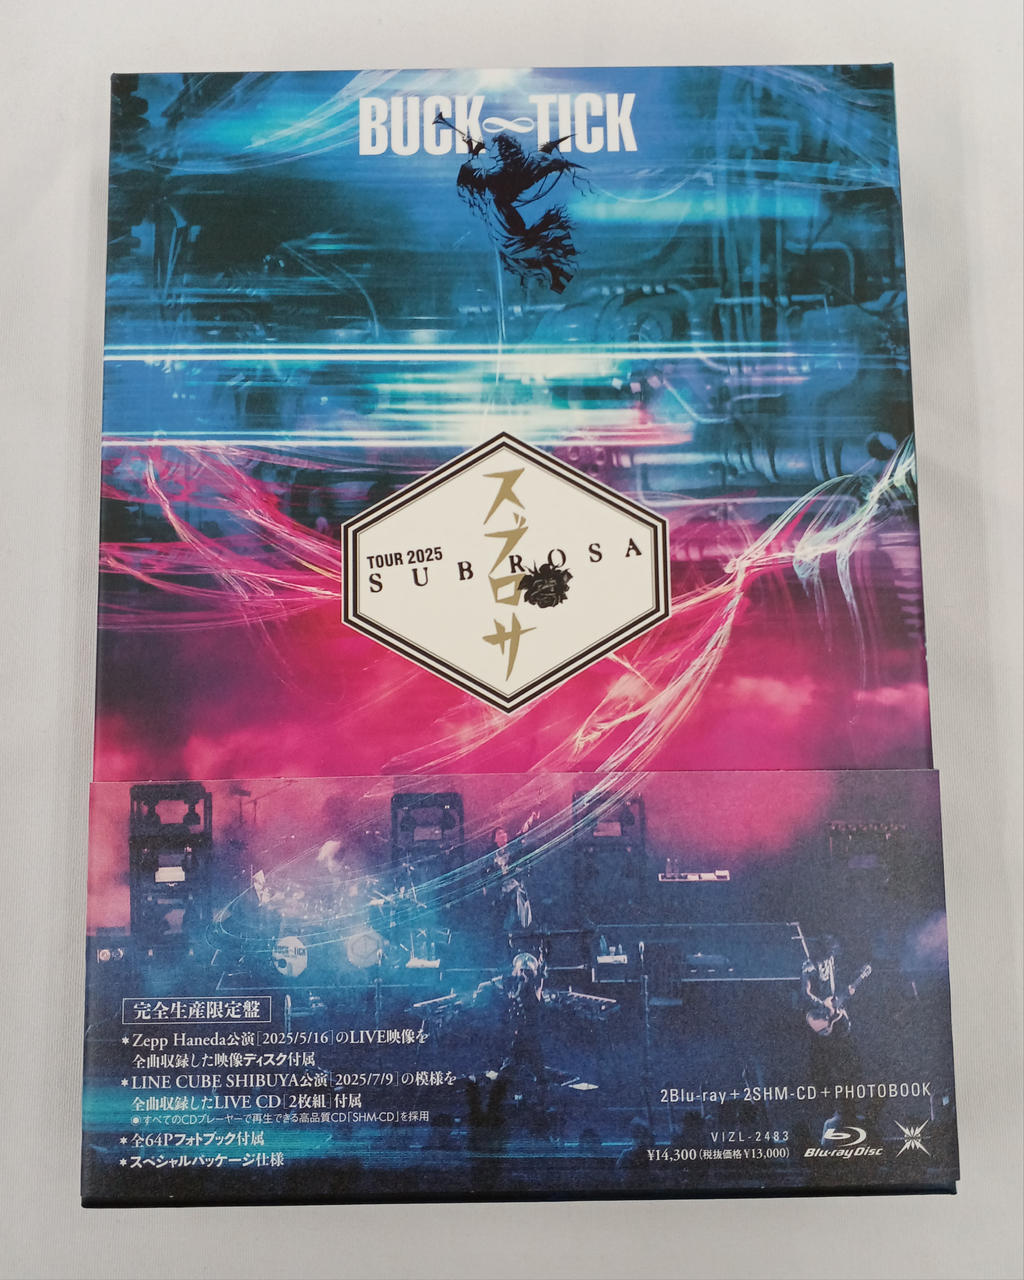 BUCK∞TICK
TOUR 2025
SUBROSA
スブロサ
BUCK∞TICK
完全生産限定盤
*Zepp Haneda公演[2025/5/16]のLIVE映像を
全曲収録した映像ディスク付属
*LINE CUBE SHIBUYA公演[2025/7/9]の模様を
全曲収録したLIVE CD[2枚組]付属
◉すべてのCDプレーヤーで再生できる高品質CD「SHM-CD」を採用
*全64Pフォトブック付属
*スペシャルパッケージ仕様
2Blu-ray+2SHM-CD+PHOTOBOOK
VIZL-2483
¥14,300(税抜価格¥13,000)
Blu-ray Disc